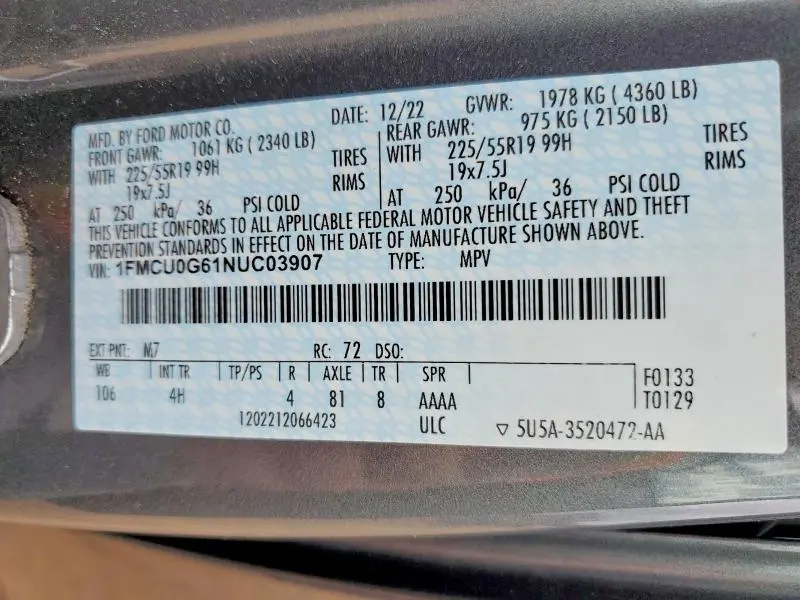 MFD. BY FORD MOTOR CO. DATE: 12/22 GVWR: 1978 KG ( 4360 LB)
FRONT GAWR: 1061 KG ( 2340 LB) REAR GAWR: 975 KG ( 2150 LB)
WITH 225/55R19 99H TIRES WITH 225/55R19 99H TIRES
19x7.5J RIMS 19x7.5J RIMS
AT 250 kPa/ 36 PSI COLD AT 250 kPa/ 36 PSI COLD
THIS VEHICLE CONFORMS TO ALL APPLICABLE FEDERAL MOTOR VEHICLE SAFETY AND THEFT
PREVENTION STANDARDS IN EFFECT ON THE DATE OF MANUFACTURE SHOWN ABOVE.
VIN: 1FMCU0G61NUC03907 TYPE: MPV
EXT PNT: M7 RC: 72 DSO:
WB INT TR TP/PS R AXLE TR SPR F0133
106 4H 4 81 8 AAAA T0129
1202212066423 ULC ▽ 5U5A-3520472-AA